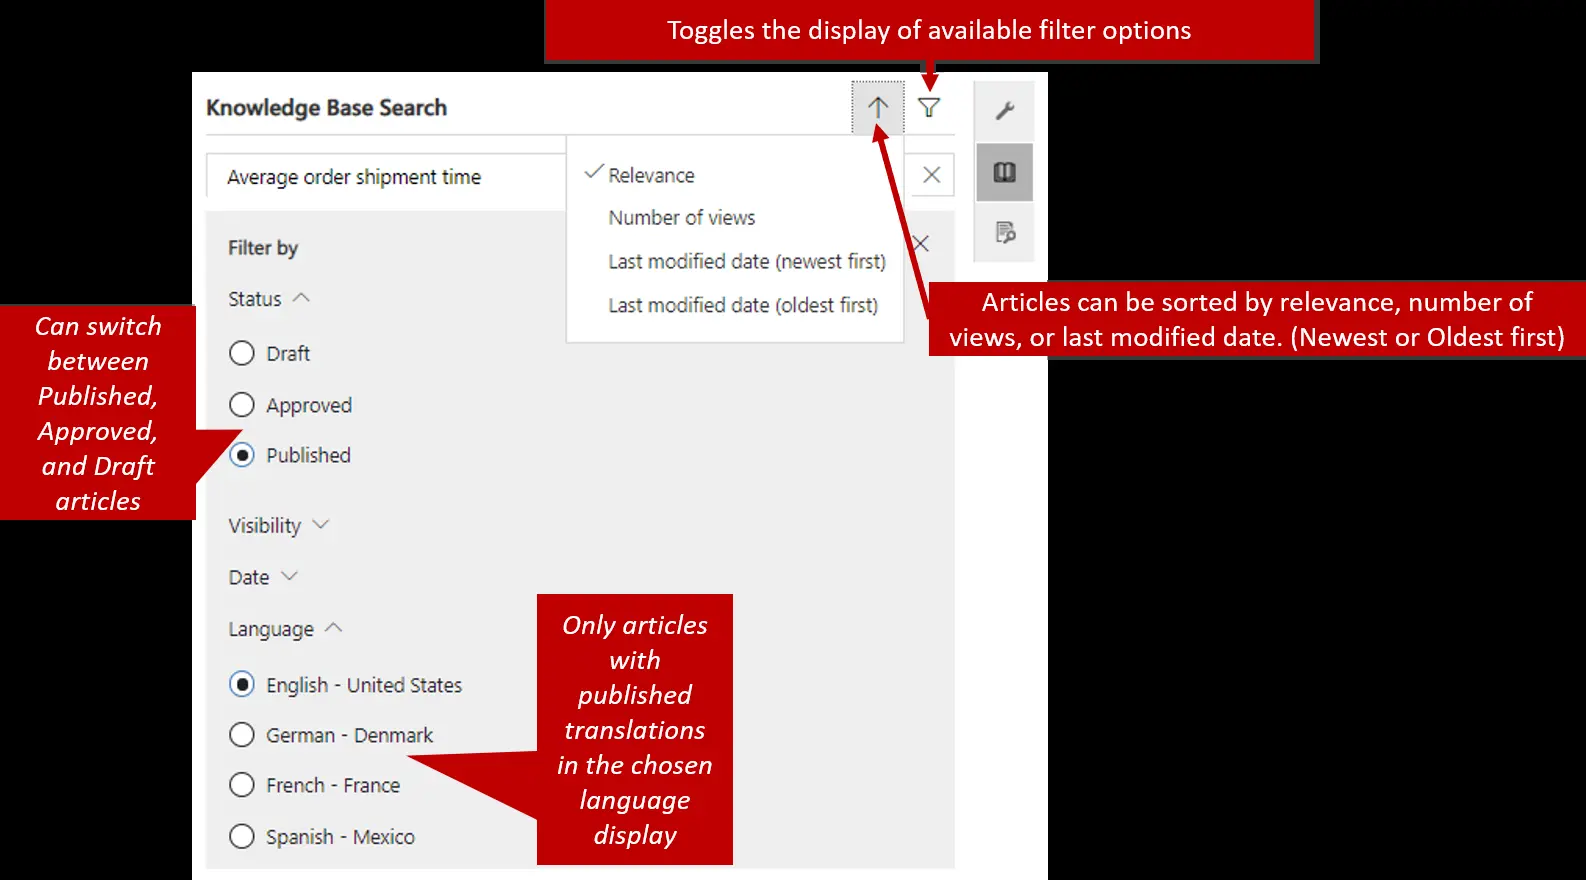 Toggles the display of available filter options
Knowledge Base Search
Average order shipment time
Relevance
Number of views
Last modified date (newest first)
Last modified date (oldest first)
Articles can be sorted by relevance, number of
views, or last modified date. (Newest or Oldest first)
Filter by
Status
Draft
Approved
Published
Can switch
between
Published,
Approved,
and Draft
articles
Visibility
Date
Language
English - United States
German - Denmark
French - France
Spanish - Mexico
Only articles
with
published
translations
in the chosen
language
display